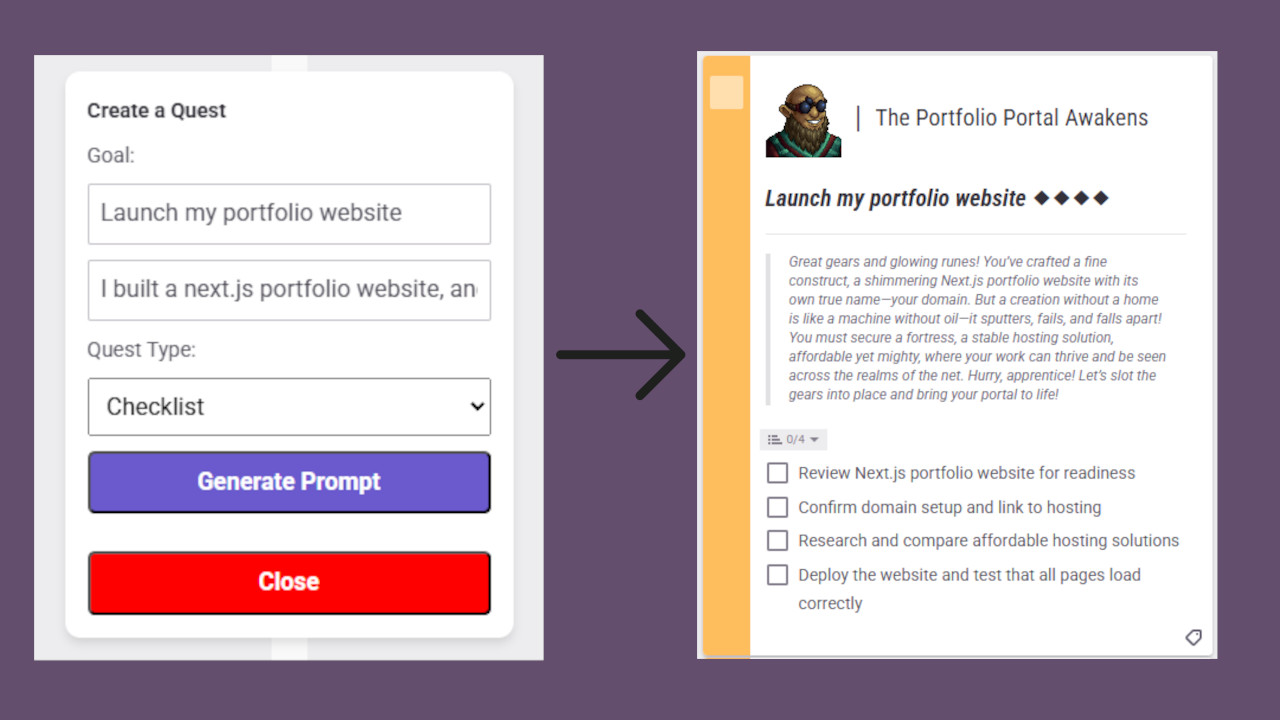 Create a Quest
Goal:
Launch my portfolio website
I built a next.js portfolio website, an
Quest Type:
Checklist
Generate Prompt
Close
The Portfolio Portal Awakens
Launch my portfolio website ◆ ◆ ◆ ◆
Great gears and glowing runes! You've crafted a fine
construct, a shimmering Next.js portfolio website with its
own true name—your domain. But a creation without a home
is like a machine without oil—it sputters, fails, and falls apart!
You must secure a fortress, a stable hosting solution,
affordable yet mighty, where your work can thrive and be seen
across the realms of the net. Hurry, apprentice! Let's slot the
gears into place and bring your portal to life!
0/4
Review Next.js portfolio website for readiness
Confirm domain setup and link to hosting
Research and compare affordable hosting solutions
Deploy the website and test that all pages load
correctly